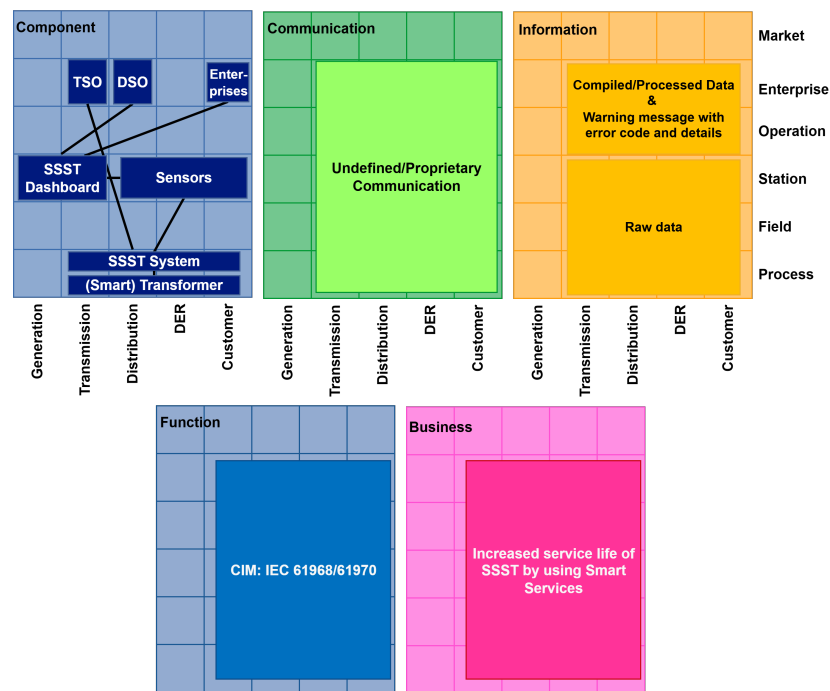 Component
TSO
DSO
Enter-
prises
SSST
Dashboard
Sensors
SSST System
(Smart) Transformer
Generation
Transmission
Distribution
DER
Customer
Communication
Undefined/Proprietary
Communication
Generation
Transmission
Distribution
DER
Customer
Information
Compiled/Processed Data
&
Warning message with
error code and details
Raw data
Generation
Transmission
Distribution
DER
Customer
Market
Enterprise
Operation
Station
Field
Process
Function
CIM: IEC 61968/61970
Business
Increased service life of
SSST by using Smart
Services